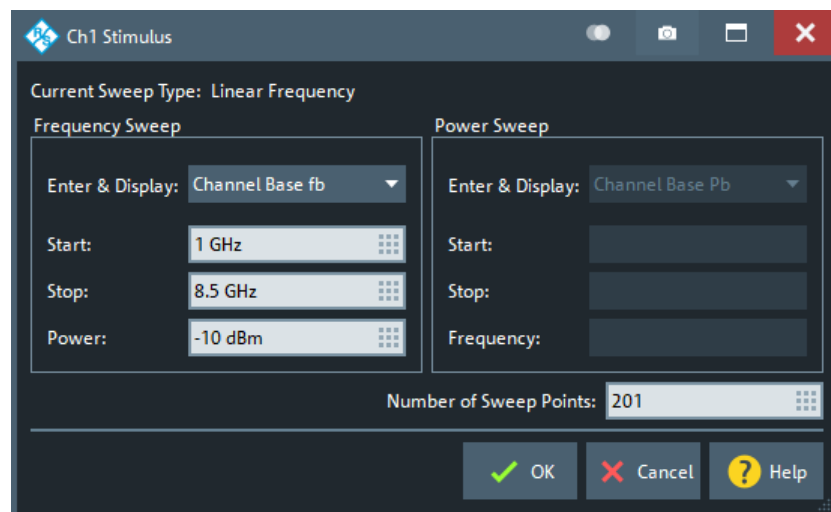 R/S Ch1 Stimulus
Current Sweep Type: Linear Frequency
Frequency Sweep
Enter & Display: Channel Base fb
Start: 1 GHz
Stop: 8.5 GHz
Power: -10 dBm
Power Sweep
Enter & Display: Channel Base Pb
Start:
Stop:
Frequency:
Number of Sweep Points: 201
OK Cancel ? Help